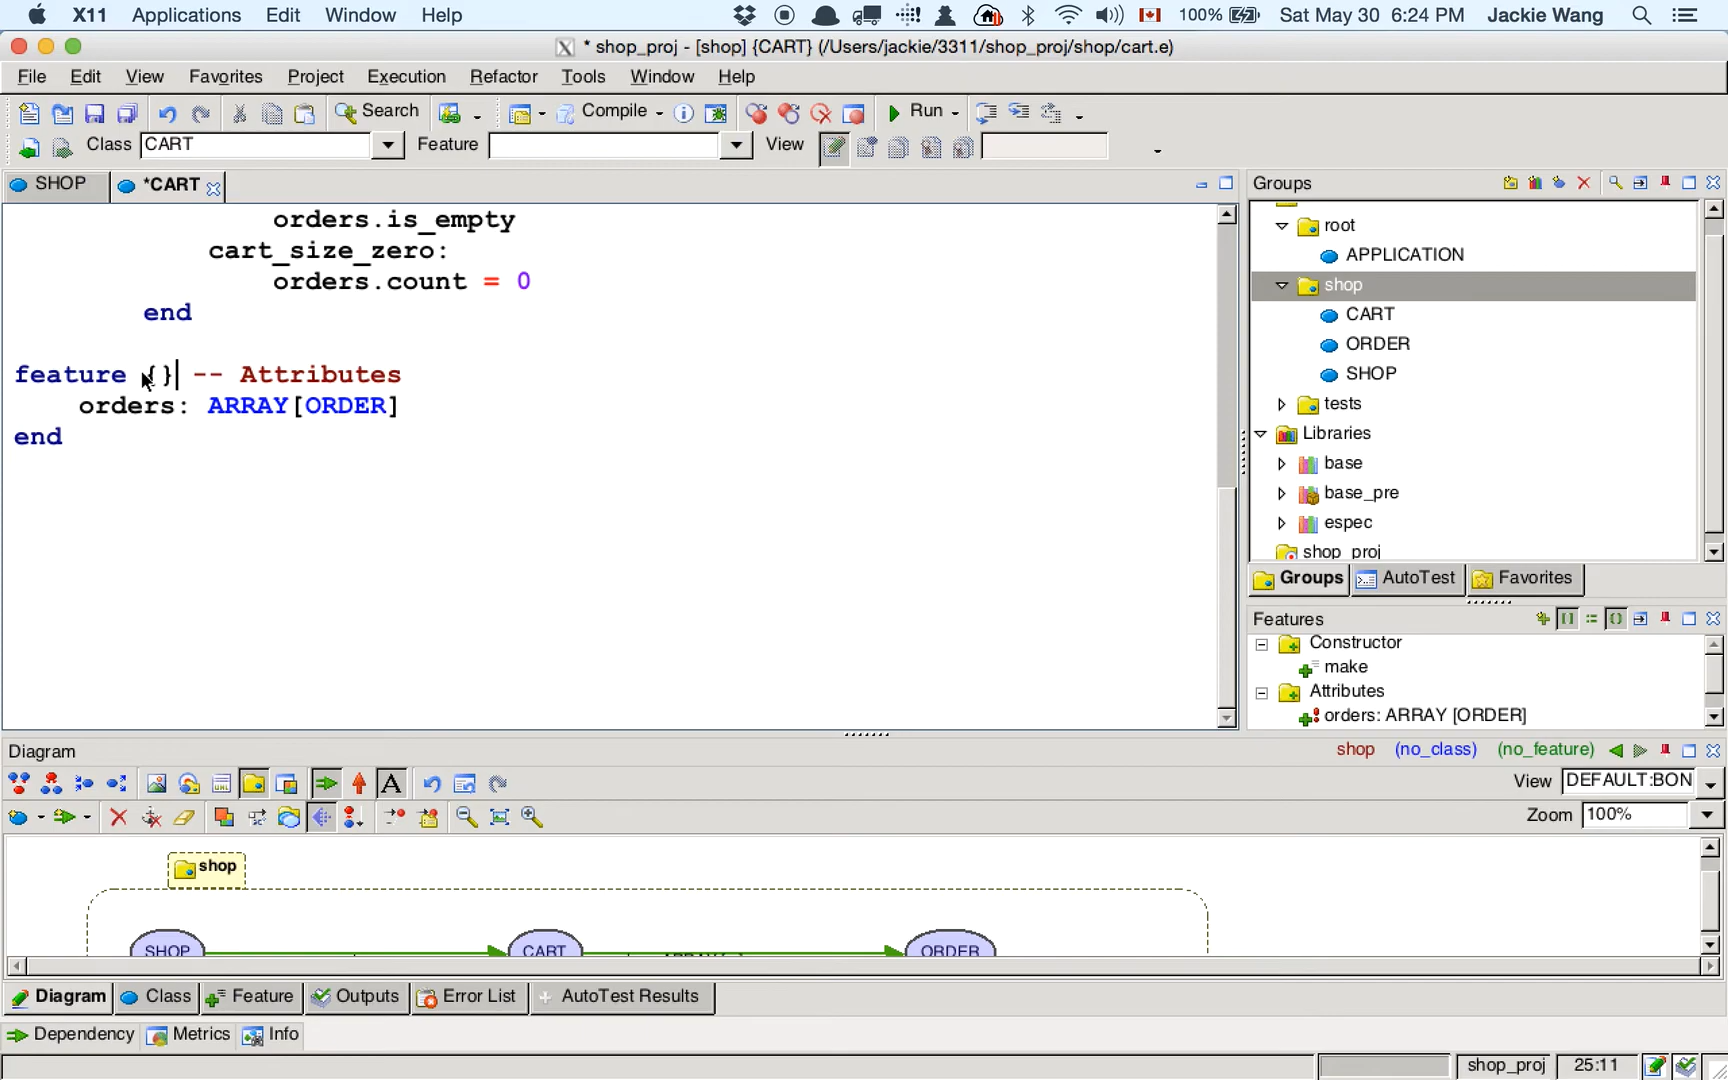 X11 Applications Edit Window Help 100% Sat May 30 6:24 PM Jackie Wang
* shop_proj - [shop] {CART} (/Users/jackie/3311/shop_proj/shop/cart.e)
File Edit View Favorites Project Execution Refactor Tools Window Help
Search Compile Run
Class CART Feature View
SHOP *CART Groups
orders.is_empty
cart_size_zero:
orders.count = 0
end
feature {} -- Attributes
orders: ARRAY[ORDER]
end
root
APPLICATION
shop
CART
ORDER
SHOP
tests
Libraries
base
base_pre
espec
shop_proj
Groups AutoTest Favorites
Features
Constructor
make
Attributes
orders: ARRAY [ORDER]
Diagram shop (no_class) (no_feature)
A View DEFAULT:BON
Zoom 100%
shop
SHOP CART ORDER
Diagram Class Feature Outputs Error List AutoTest Results
Dependency Metrics Info
shop_proj 25:11